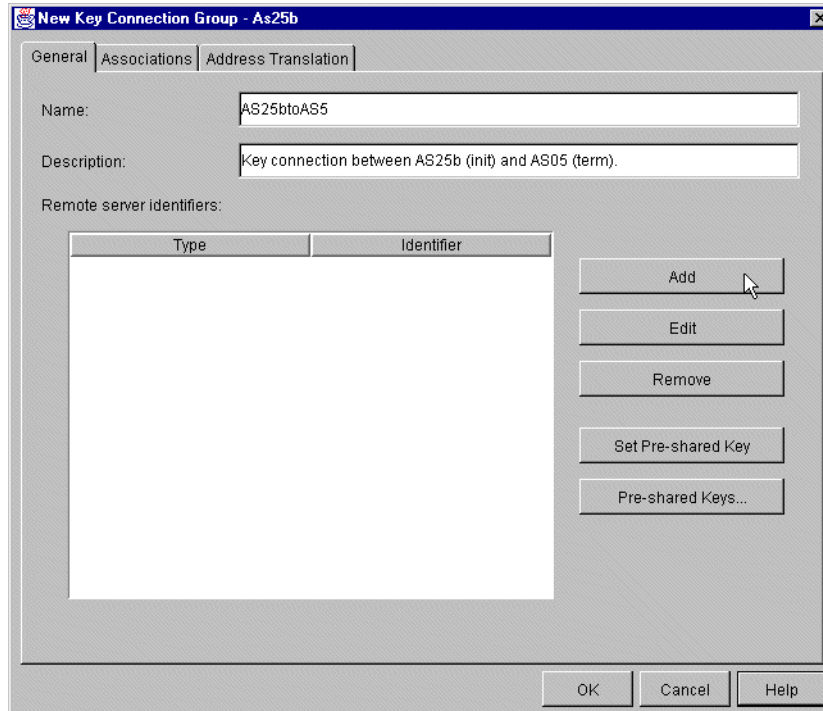 New Key Connection Group - As25b
General Associations Address Translation
Name: AS25btoAS5
Description: Key connection between AS25b (init) and AS05 (term).
Remote server identifiers:
Type Identifier
Add
Edit
Remove
Set Pre-shared Key
Pre-shared Keys...
OK Cancel Help